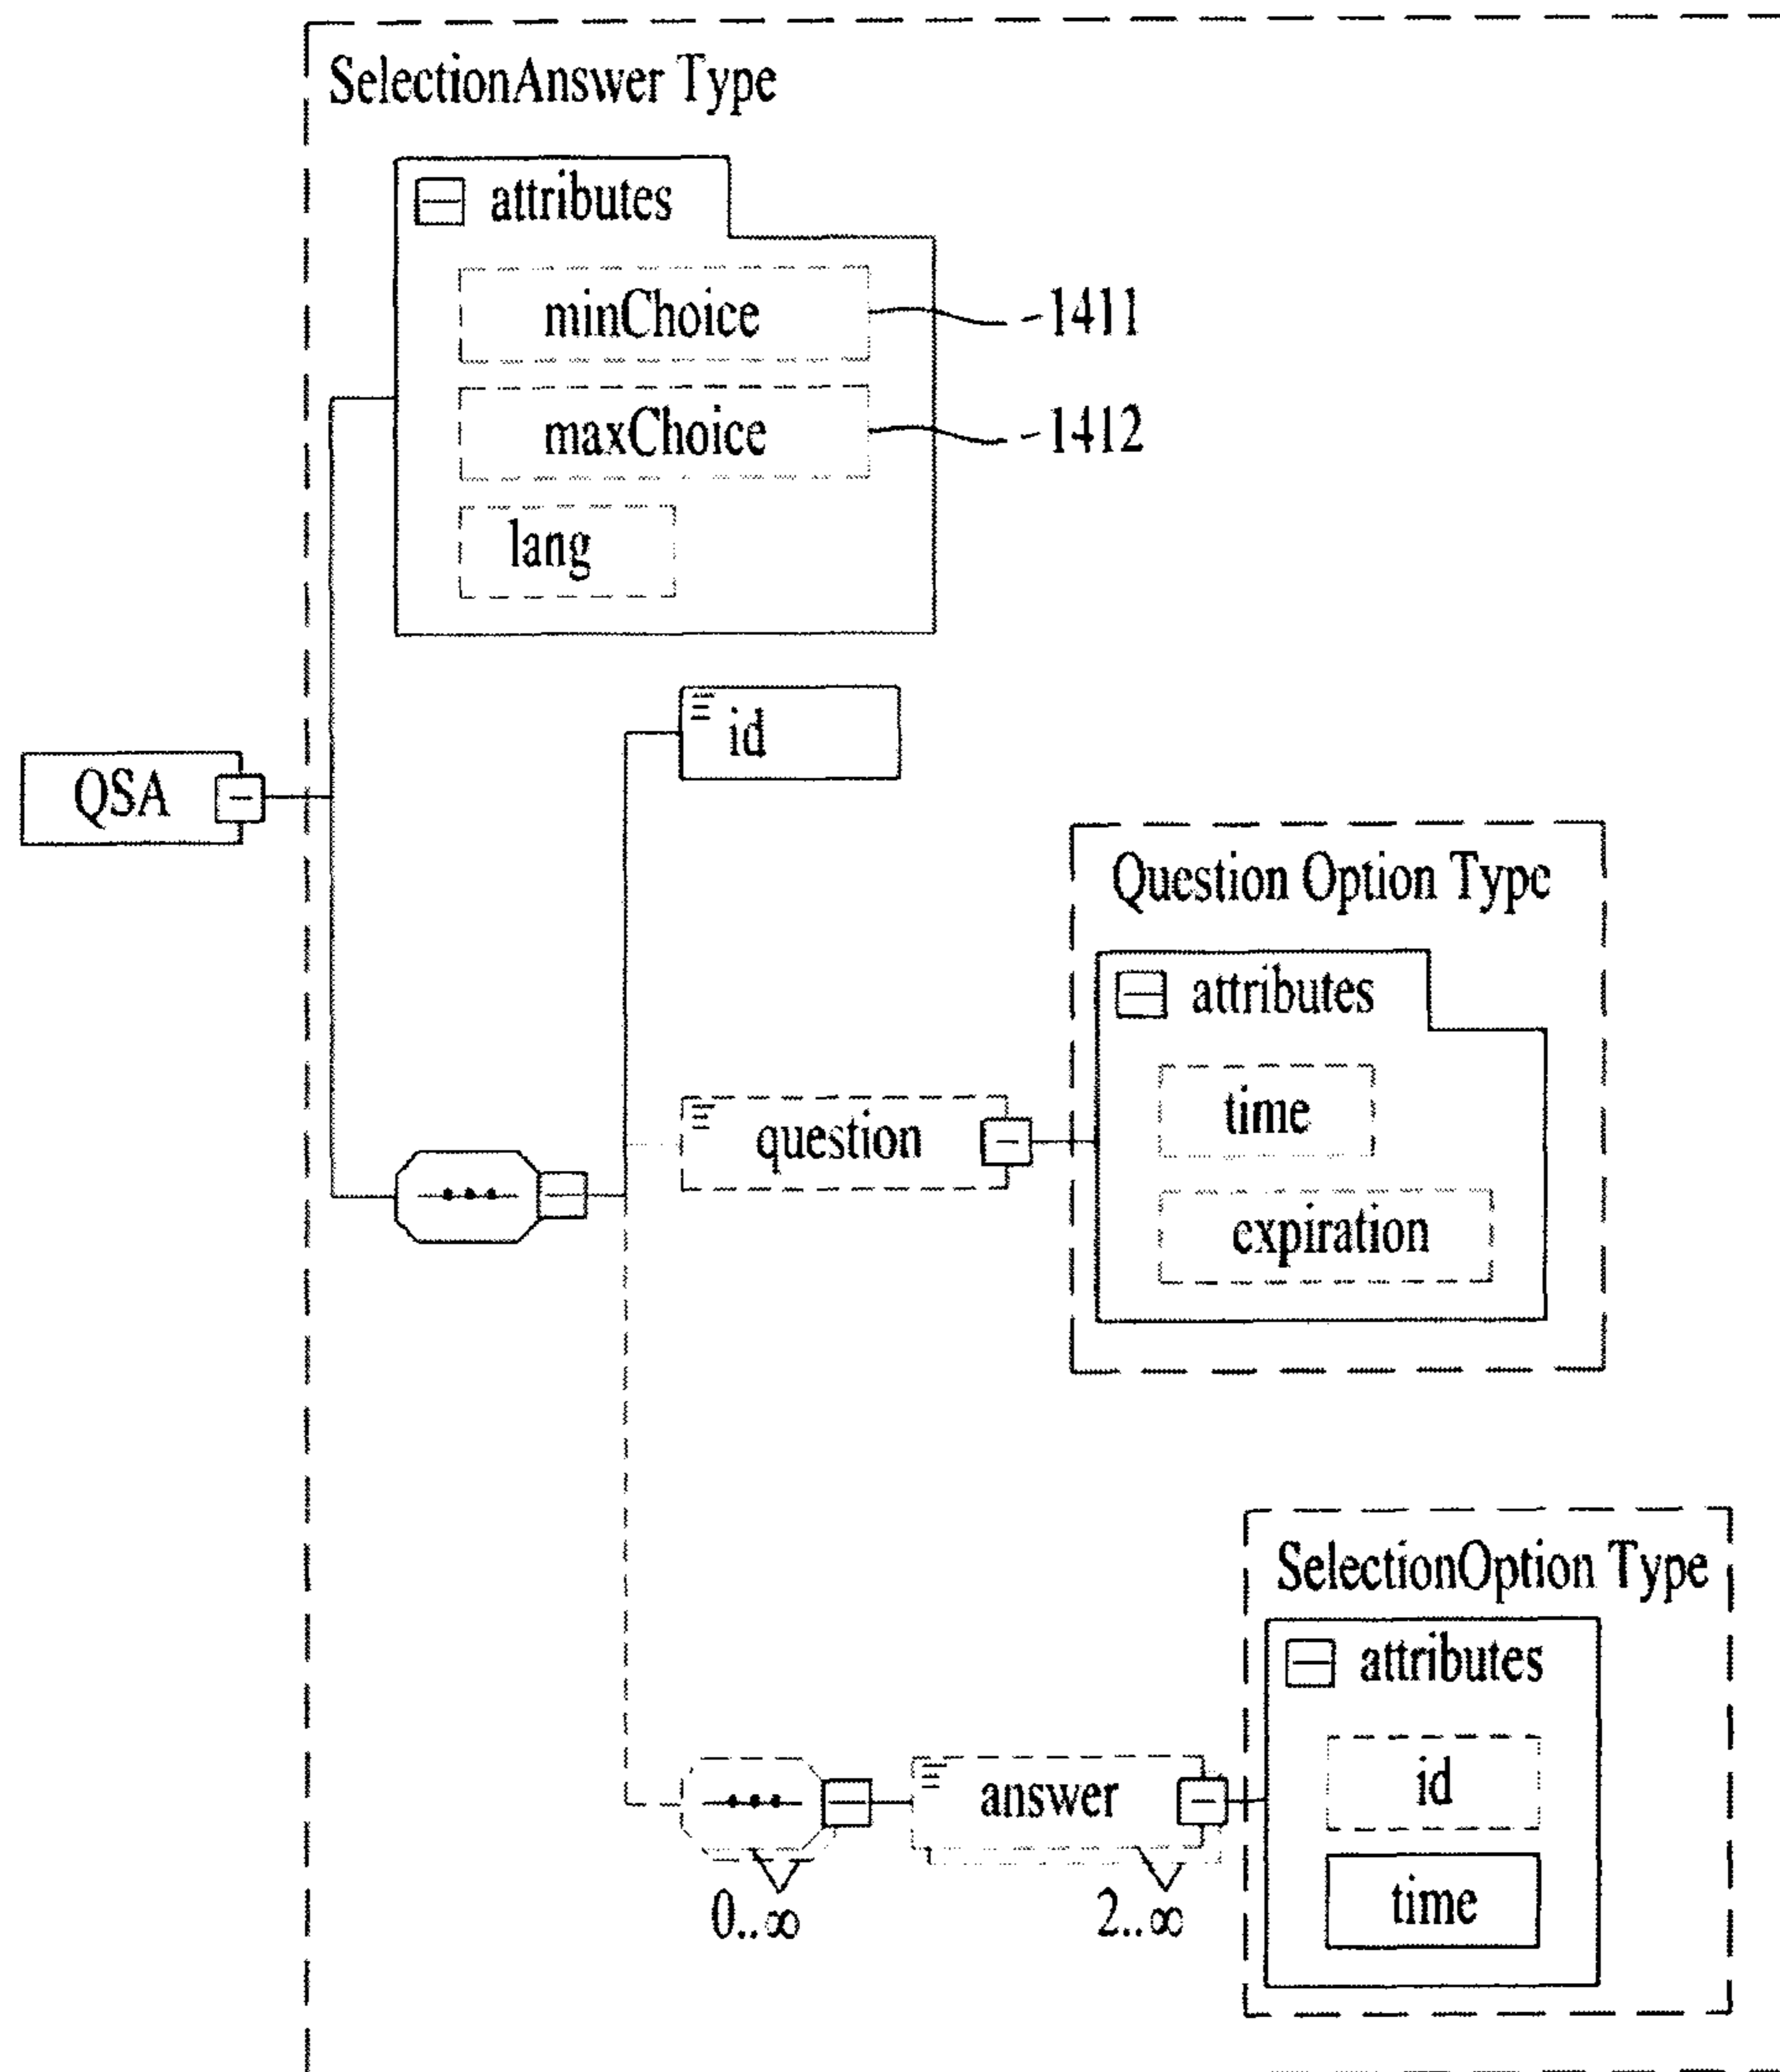 SelectionAnswer Type
attributes
minChoice
1411
maxChoice
1412
lang
id
QSA
Question Option Type
attributes
time
question
expiration
SelectionOption Type
attributes
id
answer
time
0..∞
2..∞